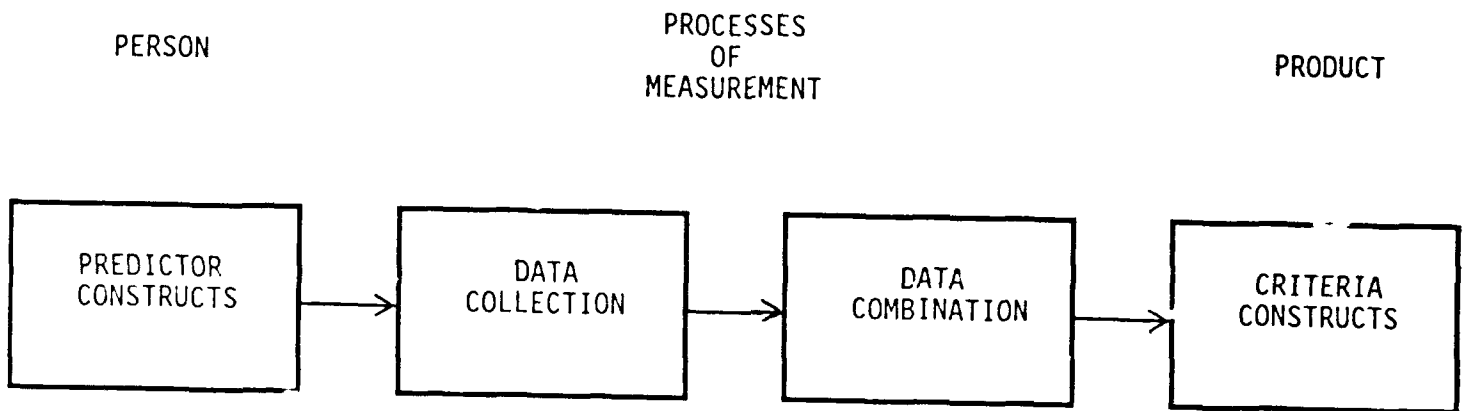 PERSON
PROCESSES
OF
MEASUREMENT
PRODUCT
PREDICTOR
CONSTRUCTS
DATA
COLLECTION
DATA
COMBINATION
CRITERIA
CONSTRUCTS